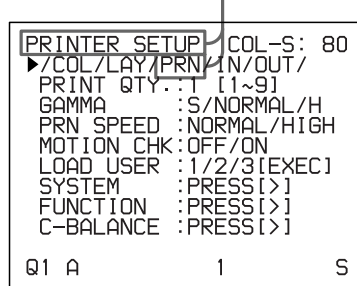 PRINTER SETUP COL-S: 80
▶/COL/LAY/PRN/IN/OUT/
PRINT QTY.:1 [1~9]
GAMMA :S/NORMAL/H
PRN SPEED :NORMAL/HIGH
MOTION CHK:OFF/ON
LOAD USER :1/2/3[EXEC]
SYSTEM :PRESS[>]
FUNCTION :PRESS[>]
C-BALANCE :PRESS[>]
Q1 A 1 S